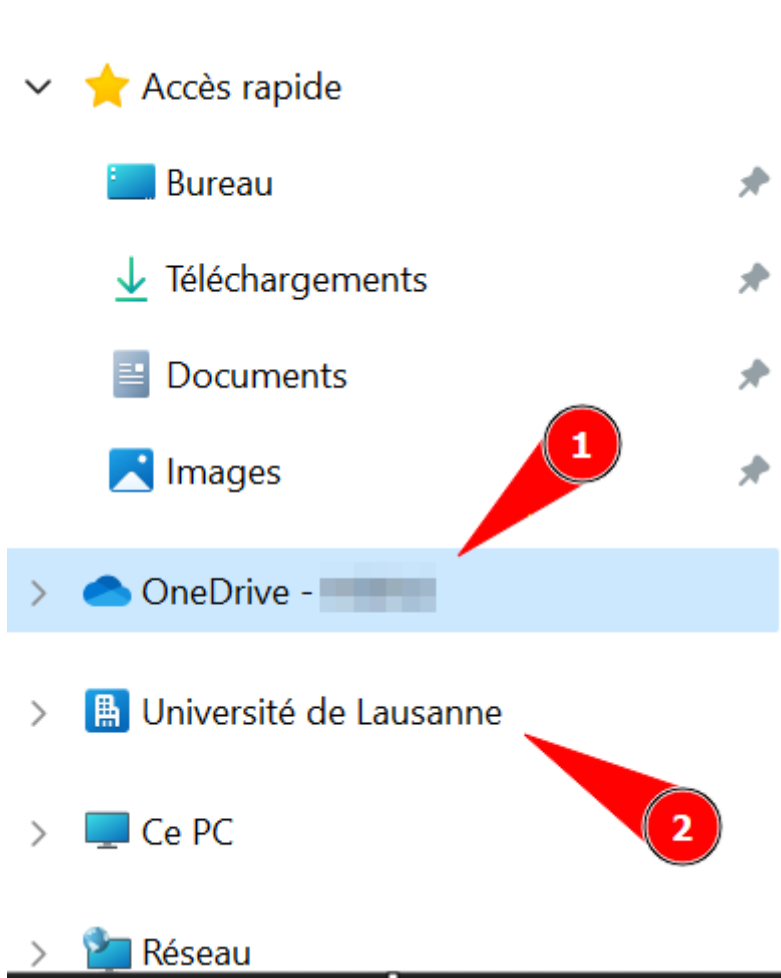 Accès rapide
Bureau
Téléchargements
Documents
1
Images
OneDrive -
Université de Lausanne
Ce PC
2
Réseau